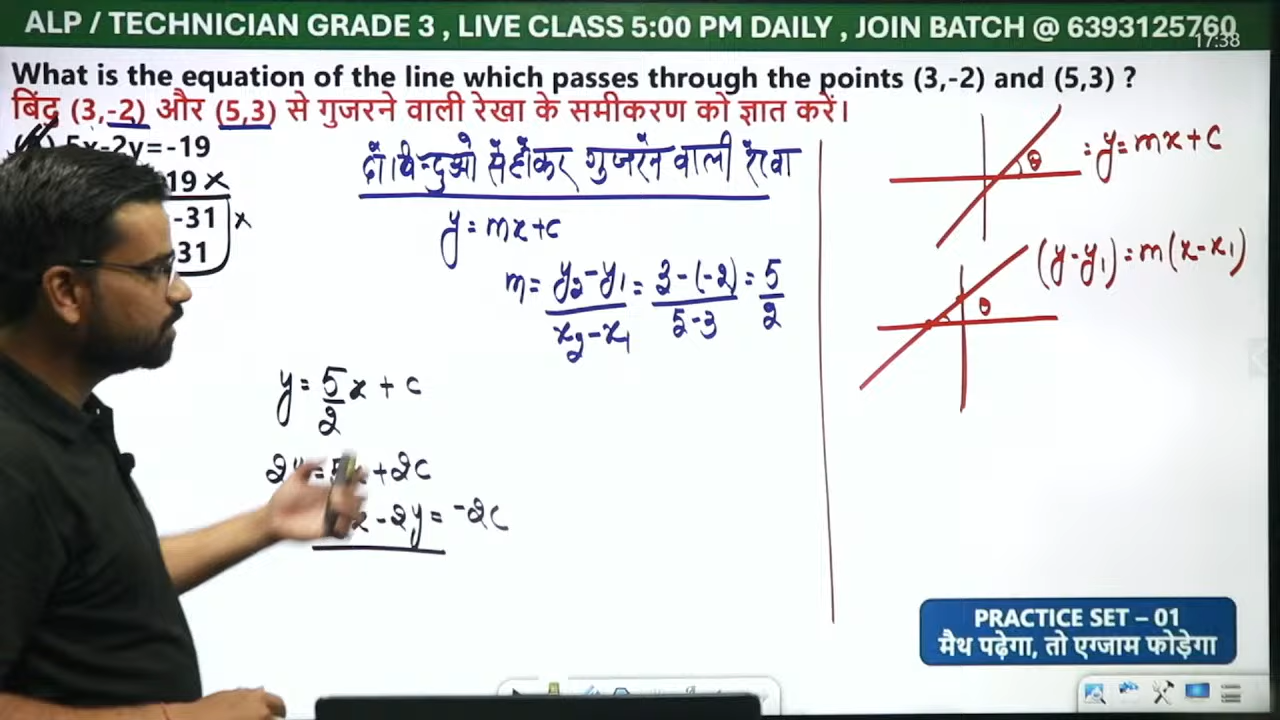 ALP / TECHNICIAN GRADE 3 , LIVE CLASS 5:00 PM DAILY , JOIN BATCH @ 6393125760
17:38
What is the equation of the line which passes through the points (3,-2) and (5,3) ?
बिंदु (3,-2) और (5,3) से गुजरने वाली रेखा के समीकरण को ज्ञात करें।
5x-2y=-19
19 ×
-31 ×
31
दो बिन्दुओ से होकर गुजरने वाली रेखा
y = mx+c
m = y₂-y₁/x₂-x₁ = 3-(-2)/5-3 = 5/2
y = 5/2 x + c
2y = 5x + 2c
x - 2y = -2c
θ : y = mx + c
(y-y₁) = m(x-x₁)
θ
PRACTICE SET – 01
मैथ पढ़ेगा, तो एग्जाम फोड़ेगा